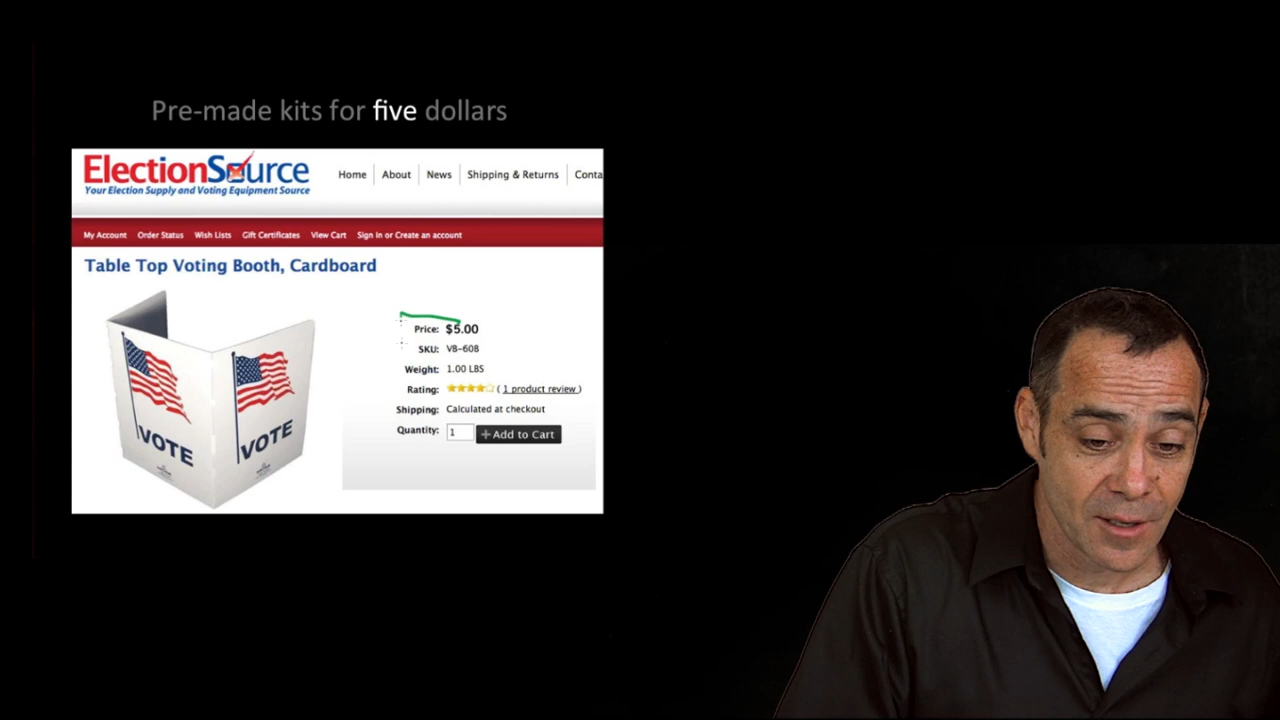 Pre-made kits for five dollars
ElectionSource
Your Election Supply and Voting Equipment Source
Home About News Shipping & Returns Conta
My Account Order Status Wish Lists Gift Certificates View Cart Sign in or Create an account
Table Top Voting Booth, Cardboard
VOTE VOTE
Price: $5.00
SKU: VB-60B
Weight: 1.00 LBS
Rating: ( 1 product review )
Shipping: Calculated at checkout
Quantity: 1 +Add to Cart